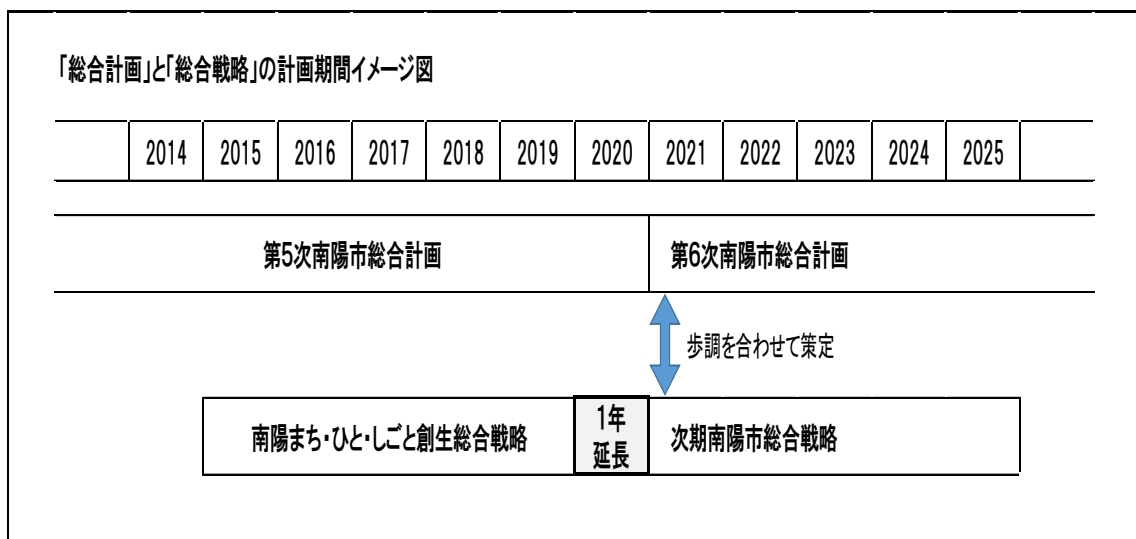 「総合計画」と「総合戦略」の計画期間イメージ図
2014 2015 2016 2017 2018 2019 2020 2021 2022 2023 2024 2025
第5次南陽市総合計画 第6次南陽市総合計画
歩調を合わせて策定
南陽まち・ひと・しごと創生総合戦略 1年
延長 次期南陽市総合戦略